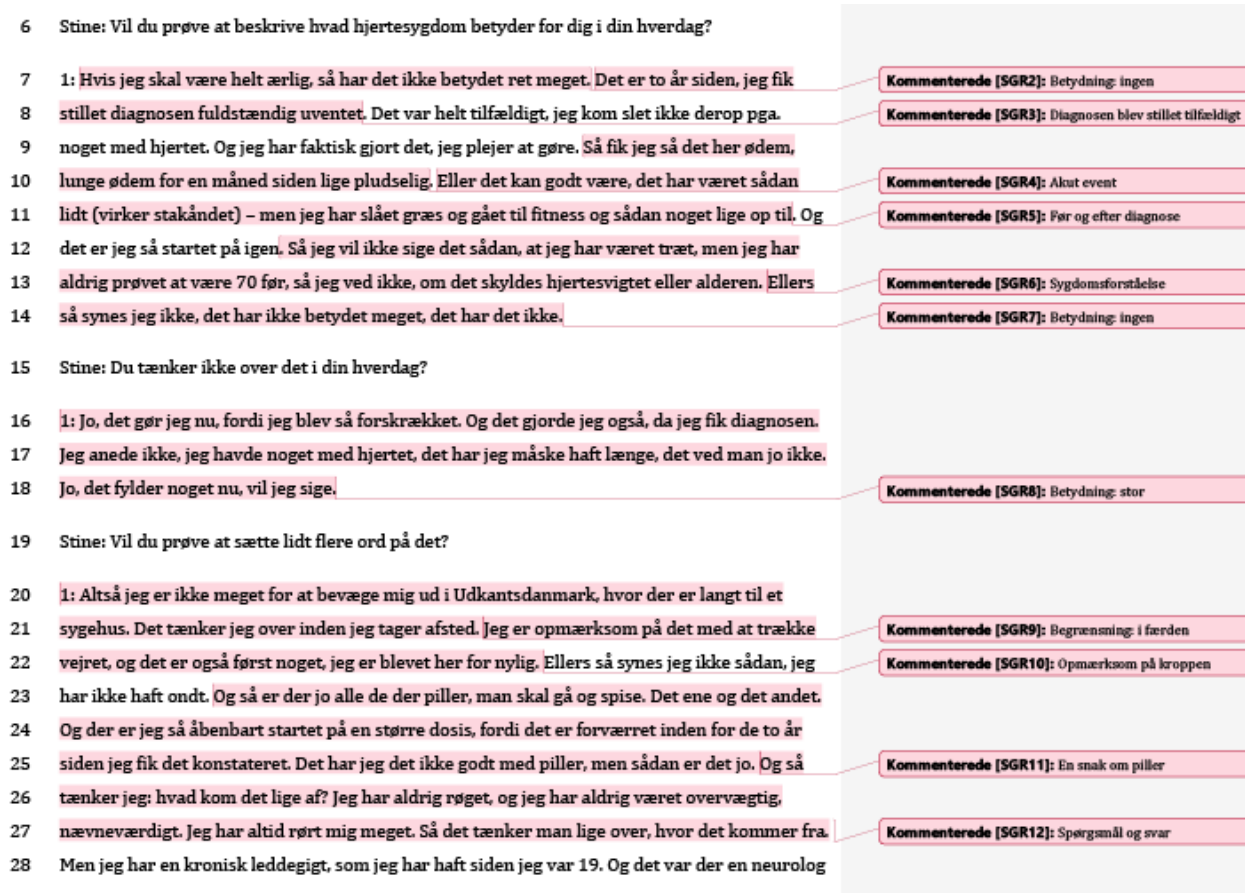 6 Stine: Vil du prøve at beskrive hvad hjertesygdom betyder for dig i din hverdag?
7 1: Hvis jeg skal være helt ærlig, så har det ikke betydet ret meget. Det er to år siden, jeg fik
Kommenterede [SGR2]: Betydning: ingen
8 stillet diagnosen fuldstændig uventet. Det var helt tilfældigt, jeg kom slet ikke derop pga.
Kommenterede [SGR3]: Diagnosen blev stillet tilfældigt
9 noget med hjertet. Og jeg har faktisk gjort det, jeg plejer at gøre. Så fik jeg så det her ødem,
10 lunge ødem for en måned siden lige pludselig. Eller det kan godt være, det har været sådan
Kommenterede [SGR4]: Akut event
11 lidt (virker stakåndet) – men jeg har slået græs og gået til fitness og sådan noget lige op til. Og
Kommenterede [SGR5]: Før og efter diagnose
12 det er jeg så startet på igen. Så jeg vil ikke sige det sådan, at jeg har været træt, men jeg har
13 aldrig prøvet at være 70 før, så jeg ved ikke, om det skyldes hjertesvigtet eller alderen. Ellers
Kommenterede [SGR6]: Sygdomsforståelse
14 så synes jeg ikke, det har ikke betydet meget, det har det ikke.
Kommenterede [SGR7]: Betydning: ingen
15 Stine: Du tænker ikke over det i din hverdag?
16 1: Jo, det gør jeg nu, fordi jeg blev så forskrækket. Og det gjorde jeg også, da jeg fik diagnosen.
17 Jeg anede ikke, jeg havde noget med hjertet, det har jeg måske haft længe, det ved man jo ikke.
18 Jo, det fylder noget nu, vil jeg sige.
Kommenterede [SGR8]: Betydning: stor
19 Stine: Vil du prøve at sætte lidt flere ord på det?
20 1: Altså jeg er ikke meget for at bevæge mig ud i Udkantsdanmark, hvor der er langt til et
21 sygehus. Det tænker jeg over inden jeg tager afsted. Jeg er opmærksom på det med at trække
Kommenterede [SGR9]: Begrænsning: i færden
22 vejret, og det er også først noget, jeg er blevet her for nylig. Ellers så synes jeg ikke sådan, jeg
Kommenterede [SGR10]: Opmærksom på kroppen
23 har ikke haft ondt. Og så er der jo alle de der piller, man skal gå og spise. Det ene og det andet.
24 Og der er jeg så åbenbart startet på en større dosis, fordi det er forværret inden for de to år
25 siden jeg fik det konstateret. Det har jeg det ikke godt med piller, men sådan er det jo. Og så
Kommenterede [SGR11]: En snak om piller
26 tænker jeg: hvad kom det lige af? Jeg har aldrig røget, og jeg har aldrig været overvægtig,
27 nævneværdigt. Jeg har altid rørt mig meget. Så det tænker man lige over, hvor det kommer fra.
Kommenterede [SGR12]: Spørgsmål og svar
28 Men jeg har en kronisk leddegigt, som jeg har haft siden jeg var 19. Og det var der en neurolog